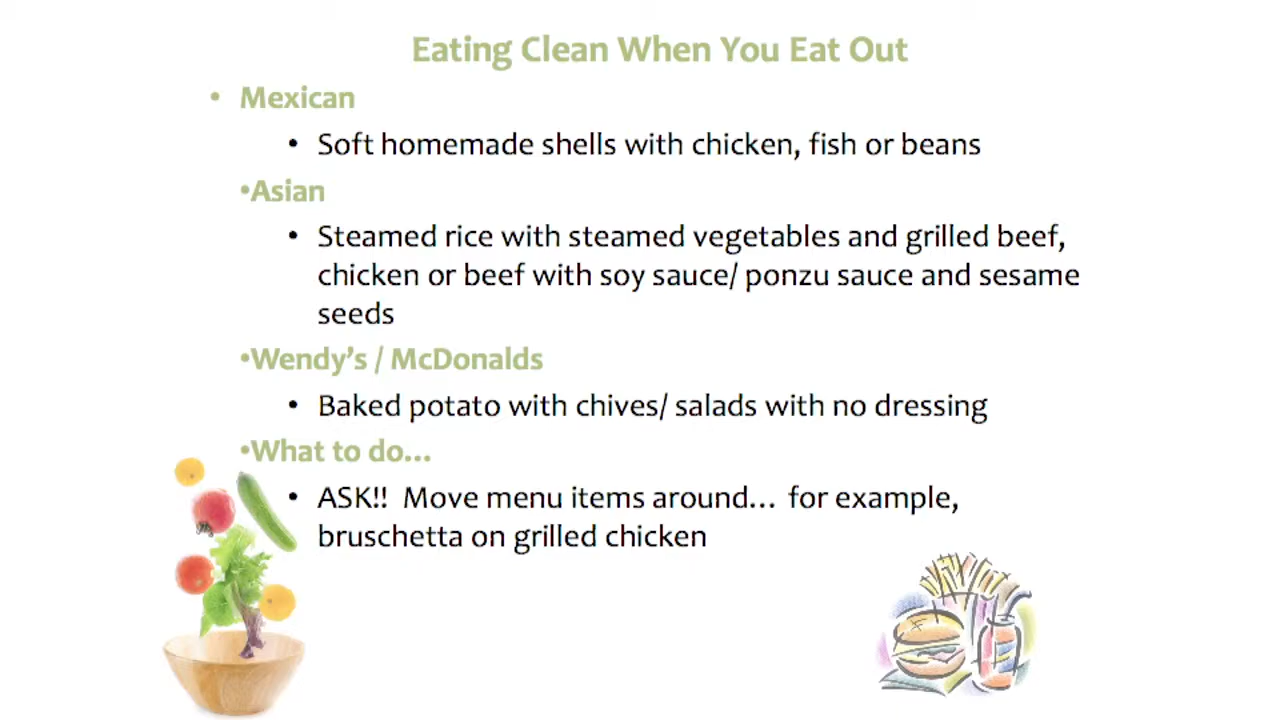 Eating Clean When You Eat Out
• Mexican
• Soft homemade shells with chicken, fish or beans
•Asian
• Steamed rice with steamed vegetables and grilled beef,
chicken or beef with soy sauce/ ponzu sauce and sesame
seeds
•Wendy’s / McDonalds
• Baked potato with chives/ salads with no dressing
•What to do…
• ASK!! Move menu items around… for example,
bruschetta on grilled chicken